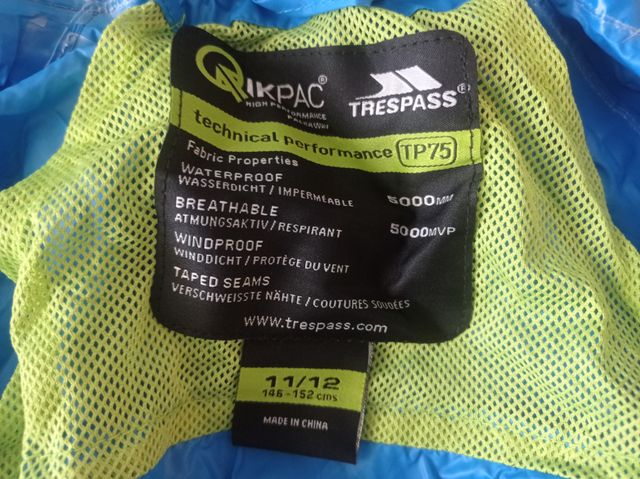 QIKPAC®
HIGH PERFORMANCE
PACKAWAY
TRESPASS®
technical performance TP75
Fabric Properties
WATERPROOF 5000MM
WASSERDICHT / IMPERMÉABLE
BREATHABLE 5000MVP
ATMUNGSAKTIV / RESPIRANT
WINDPROOF
WINDDICHT / PROTÈGE DU VENT
TAPED SEAMS
VERSCHWEISSTE NÄHTE / COUTURES SOUDÉES
www.trespass.com
11/12
146-152 cms
MADE IN CHINA